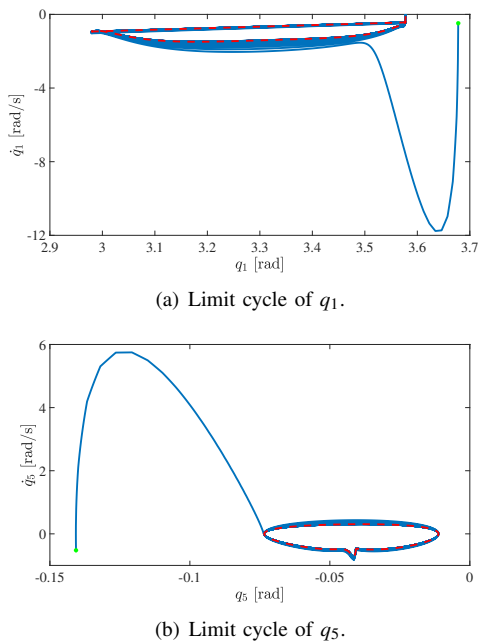 0
-4
-8
-12
q̇₁ [rad/s]
2.9 3 3.1 3.2 3.3 3.4 3.5 3.6 3.7
q₁ [rad]
(a) Limit cycle of q₁.
6
4
2
0
q̇₅ [rad/s]
-0.15 -0.1 -0.05 0
q₅ [rad]
(b) Limit cycle of q₅.